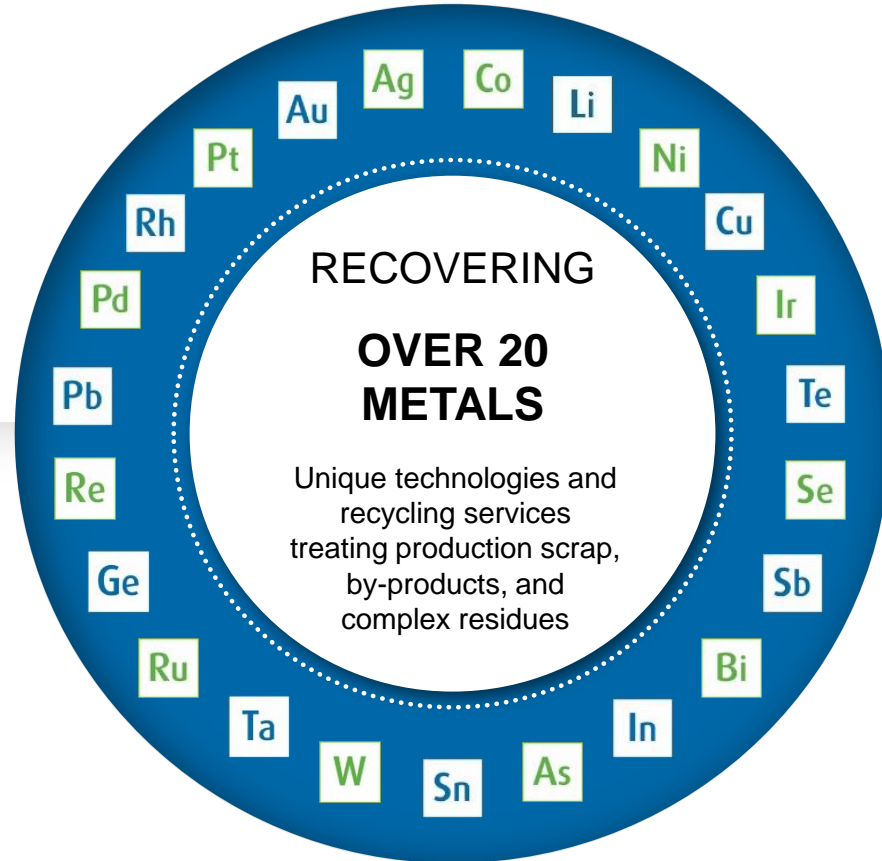 Ag
Co
Li
Ni
Cu
Ir
Te
Se
Sb
Bi
In
As
Sn
W
Ta
Ru
Ge
Re
Pb
Pd
Rh
Pt
Au
RECOVERING
OVER 20
METALS
Unique technologies and
recycling services
treating production scrap,
by-products, and
complex residues